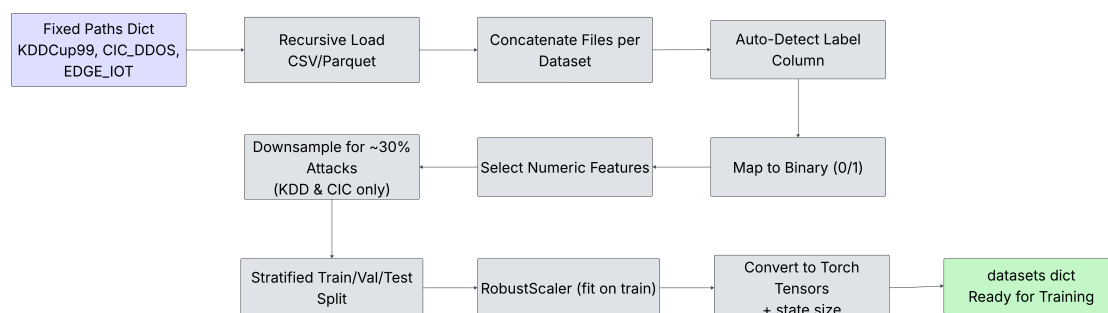 Fixed Paths Dict
KDDCup99, CIC_DDOS,
EDGE_IOT
Recursive Load
CSV/Parquet
Concatenate Files per
Dataset
Auto-Detect Label
Column
Map to Binary (0/1)
Select Numeric Features
Downsample for ~30%
Attacks
(KDD & CIC only)
Stratified Train/Val/Test
Split
RobustScaler (fit on train)
Convert to Torch
Tensors
+ state size
datasets dict
Ready for Training